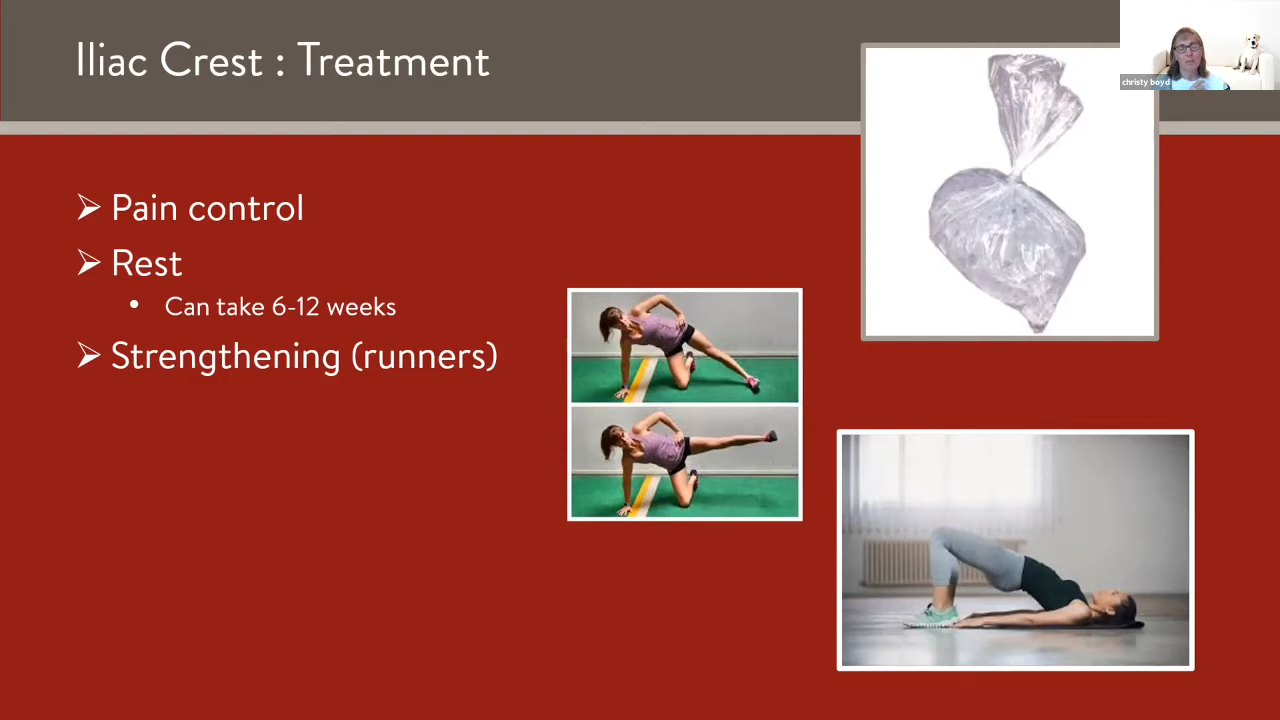 Iliac Crest : Treatment
christy boyd
Pain control
Rest
Can take 6-12 weeks
Strengthening (runners)